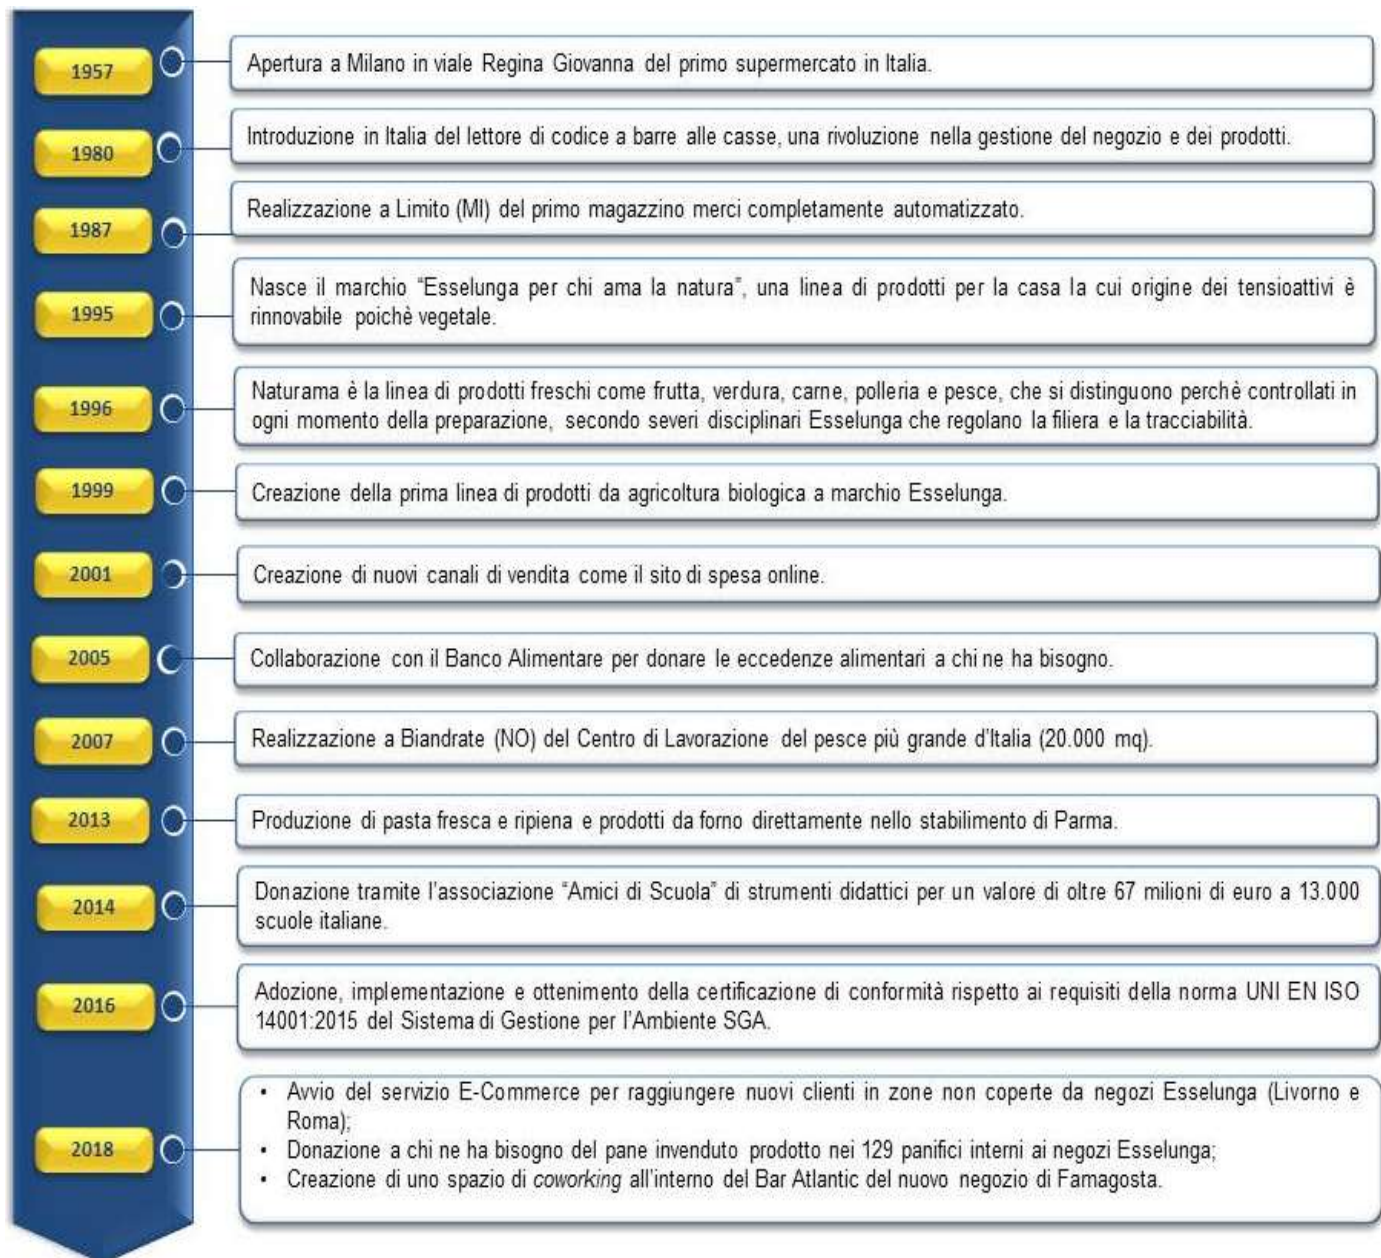 1957
Apertura a Milano in viale Regina Giovanna del primo supermercato in Italia.
1980
Introduzione in Italia del lettore di codice a barre alle casse, una rivoluzione nella gestione del negozio e dei prodotti.
1987
Realizzazione a Limito (MI) del primo magazzino merci completamente automatizzato.
1995
Nasce il marchio “Esselunga per chi ama la natura”, una linea di prodotti per la casa la cui origine dei tensioattivi è
rinnovabile poichè vegetale.
1996
Naturama è la linea di prodotti freschi come frutta, verdura, carne, polleria e pesce, che si distinguono perchè controllati in
ogni momento della preparazione, secondo severi disciplinari Esselunga che regolano la filiera e la tracciabilità.
1999
Creazione della prima linea di prodotti da agricoltura biologica a marchio Esselunga.
2001
Creazione di nuovi canali di vendita come il sito di spesa online.
2005
Collaborazione con il Banco Alimentare per donare le eccedenze alimentari a chi ne ha bisogno.
2007
Realizzazione a Biandrate (NO) del Centro di Lavorazione del pesce più grande d’Italia (20.000 mq).
2013
Produzione di pasta fresca e ripiena e prodotti da forno direttamente nello stabilimento di Parma.
2014
Donazione tramite l’associazione “Amici di Scuola” di strumenti didattici per un valore di oltre 67 milioni di euro a 13.000
scuole italiane.
2016
Adozione, implementazione e ottenimento della certificazione di conformità rispetto ai requisiti della norma UNI EN ISO
14001:2015 del Sistema di Gestione per l’Ambiente SGA.
2018
• Avvio del servizio E-Commerce per raggiungere nuovi clienti in zone non coperte da negozi Esselunga (Livorno e
Roma);
• Donazione a chi ne ha bisogno del pane invenduto prodotto nei 129 panifici interni ai negozi Esselunga;
• Creazione di uno spazio di coworking all’interno del Bar Atlantic del nuovo negozio di Famagosta.